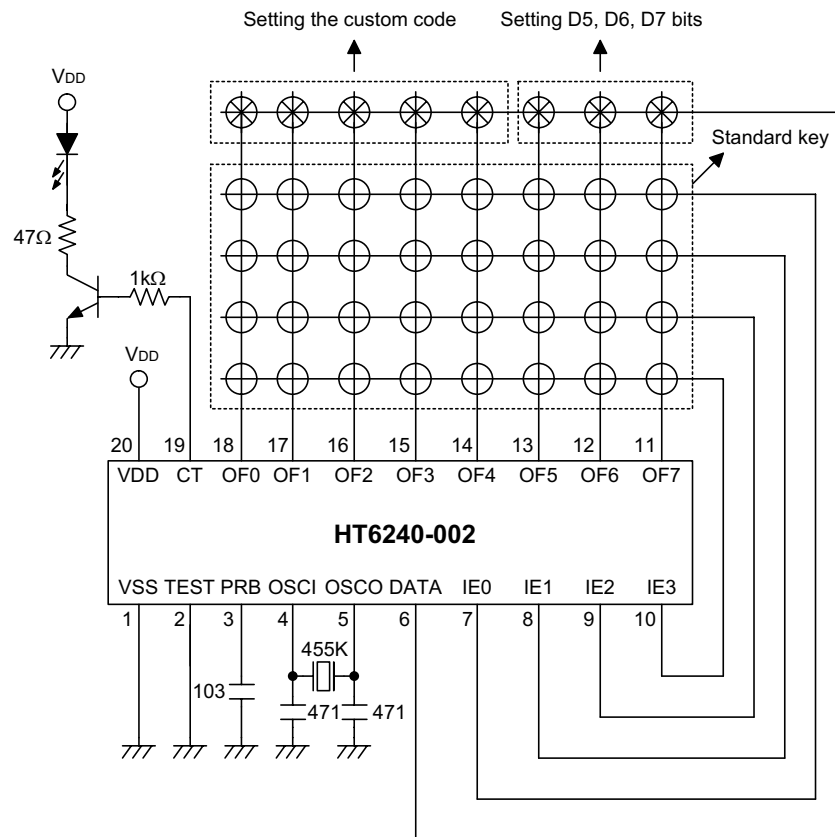 Setting the custom code
Setting D5, D6, D7 bits
VDD
Standard key
47Ω
1kΩ
VDD
20 19 18 17 16 15 14 13 12 11
VDD CT OF0 OF1 OF2 OF3 OF4 OF5 OF6 OF7
HT6240-002
VSS TEST PRB OSCI OSCO DATA IE0 IE1 IE2 IE3
1 2 3 4 5 6 7 8 9 10
455K
103
471
471